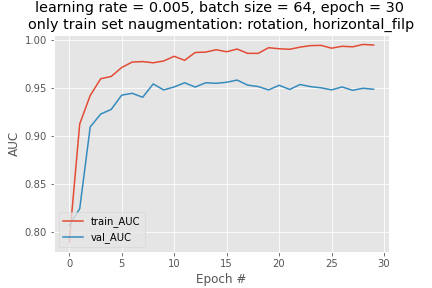 learning rate = 0.005, batch size = 64, epoch = 30
only train set naugmentation: rotation, horizontal_filp
1.00
0.95
0.90
0.85
0.80
AUC
train_AUC
val_AUC
0 5 10 15 20 25 30
Epoch #